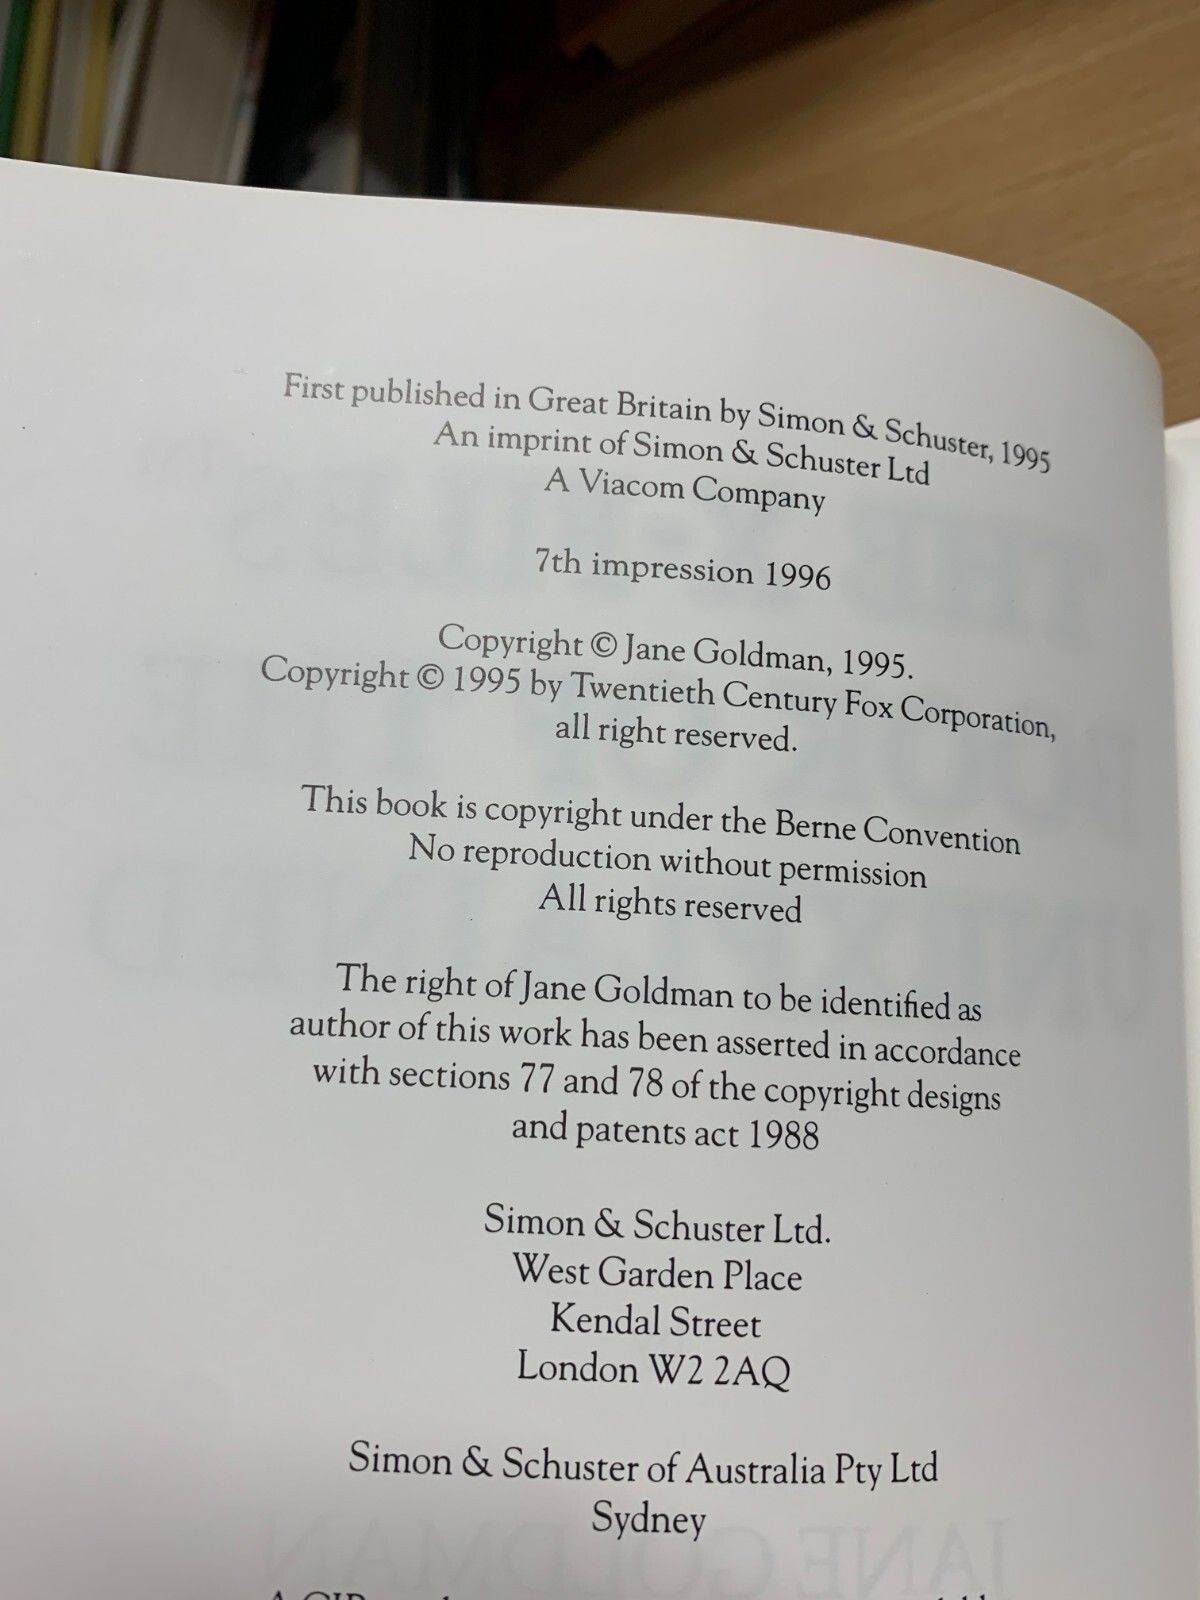 First published in Great Britain by Simon & Schuster, 1995
An imprint of Simon & Schuster Ltd
A Viacom Company
7th impression 1996
Copyright © Jane Goldman, 1995.
Copyright © 1995 by Twentieth Century Fox Corporation,
all right reserved.
This book is copyright under the Berne Convention
No reproduction without permission
All rights reserved
The right of Jane Goldman to be identified as
author of this work has been asserted in accordance
with sections 77 and 78 of the copyright designs
and patents act 1988
Simon & Schuster Ltd.
West Garden Place
Kendal Street
London W2 2AQ
Simon & Schuster of Australia Pty Ltd
Sydney
A CIP
JANE GOLDMAN